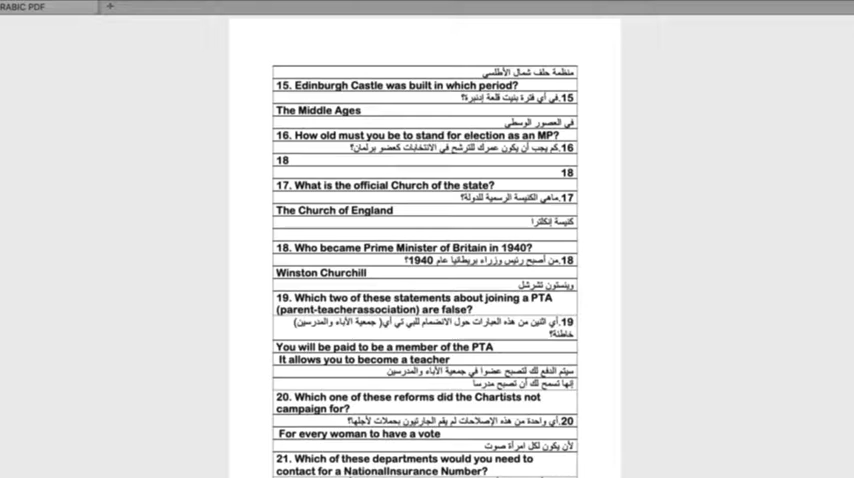 RABIC PDF
منظمة حلف شمال الأطلسي
15. Edinburgh Castle was built in which period?
15.في أي فترة بنيت قلعة إدنبرة؟
The Middle Ages
في العصور الوسطى
16. How old must you be to stand for election as an MP?
16.كم يجب أن يكون عمرك للترشح في الانتخابات كعضو برلمان؟
18
18
17. What is the official Church of the state?
17.ماهي الكنيسة الرسمية للدولة؟
The Church of England
كنيسة إنكلترا
18. Who became Prime Minister of Britain in 1940?
18.من أصبح رئيس وزراء بريطانيا عام 1940؟
Winston Churchill
وينستون تشرشل
19. Which two of these statements about joining a PTA
(parent-teacherassociation) are false?
19.أي اثنين من هذه العبارات حول الانضمام للبي تي أي( جمعية الأباء والمدرسين)
خاطئة؟
You will be paid to be a member of the PTA
It allows you to become a teacher
سيتم الدفع لك لتصبح عضوا في جمعية الأباء والمدرسين
إنها تسمح لك أن تصبح مدرسا
20. Which one of these reforms did the Chartists not
campaign for?
20.أي واحدة من هذه الإصلاحات لم يقم الجارتيون بحملات لأجلها؟
For every woman to have a vote
لأن يكون لكل امرأة صوت
21. Which of these departments would you need to
contact for a NationalInsurance Number?